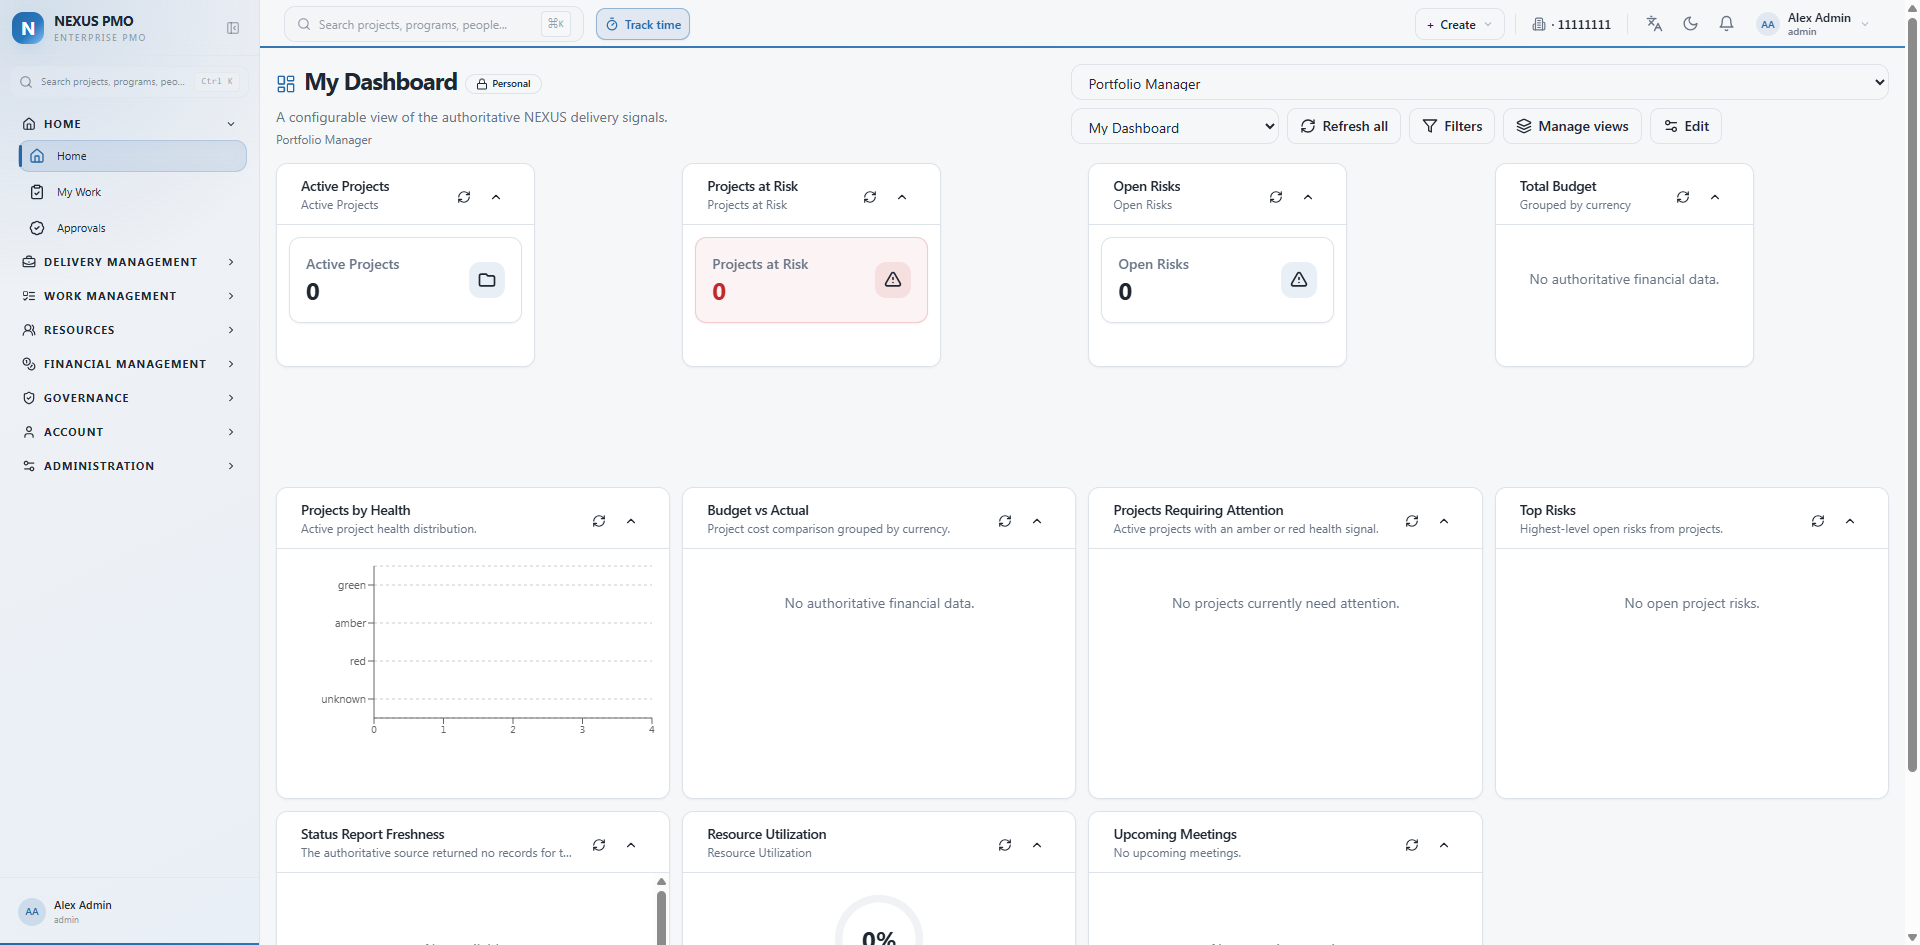 NEXUS PMO
ENTERPRISE PMO
Search projects, programs, peo... Ctrl K
HOME
Home
My Work
Approvals
DELIVERY MANAGEMENT
WORK MANAGEMENT
RESOURCES
FINANCIAL MANAGEMENT
GOVERNANCE
ACCOUNT
ADMINISTRATION
AA Alex Admin
admin
Search projects, programs, people... ⌘K
Track time
+ Create
· 11111111
AA Alex Admin
admin
My Dashboard Personal
A configurable view of the authoritative NEXUS delivery signals.
Portfolio Manager
Portfolio Manager
My Dashboard Refresh all Filters Manage views Edit
Active Projects
Active Projects
Active Projects
0
Projects at Risk
Projects at Risk
Projects at Risk
0
Open Risks
Open Risks
Open Risks
0
Total Budget
Grouped by currency
No authoritative financial data.
Projects by Health
Active project health distribution.
green
amber
red
unknown
0 1 2 3 4
Budget vs Actual
Project cost comparison grouped by currency.
No authoritative financial data.
Projects Requiring Attention
Active projects with an amber or red health signal.
No projects currently need attention.
Top Risks
Highest-level open risks from projects.
No open project risks.
Status Report Freshness
The authoritative source returned no records for t...
Resource Utilization
Resource Utilization
0%
Upcoming Meetings
No upcoming meetings.